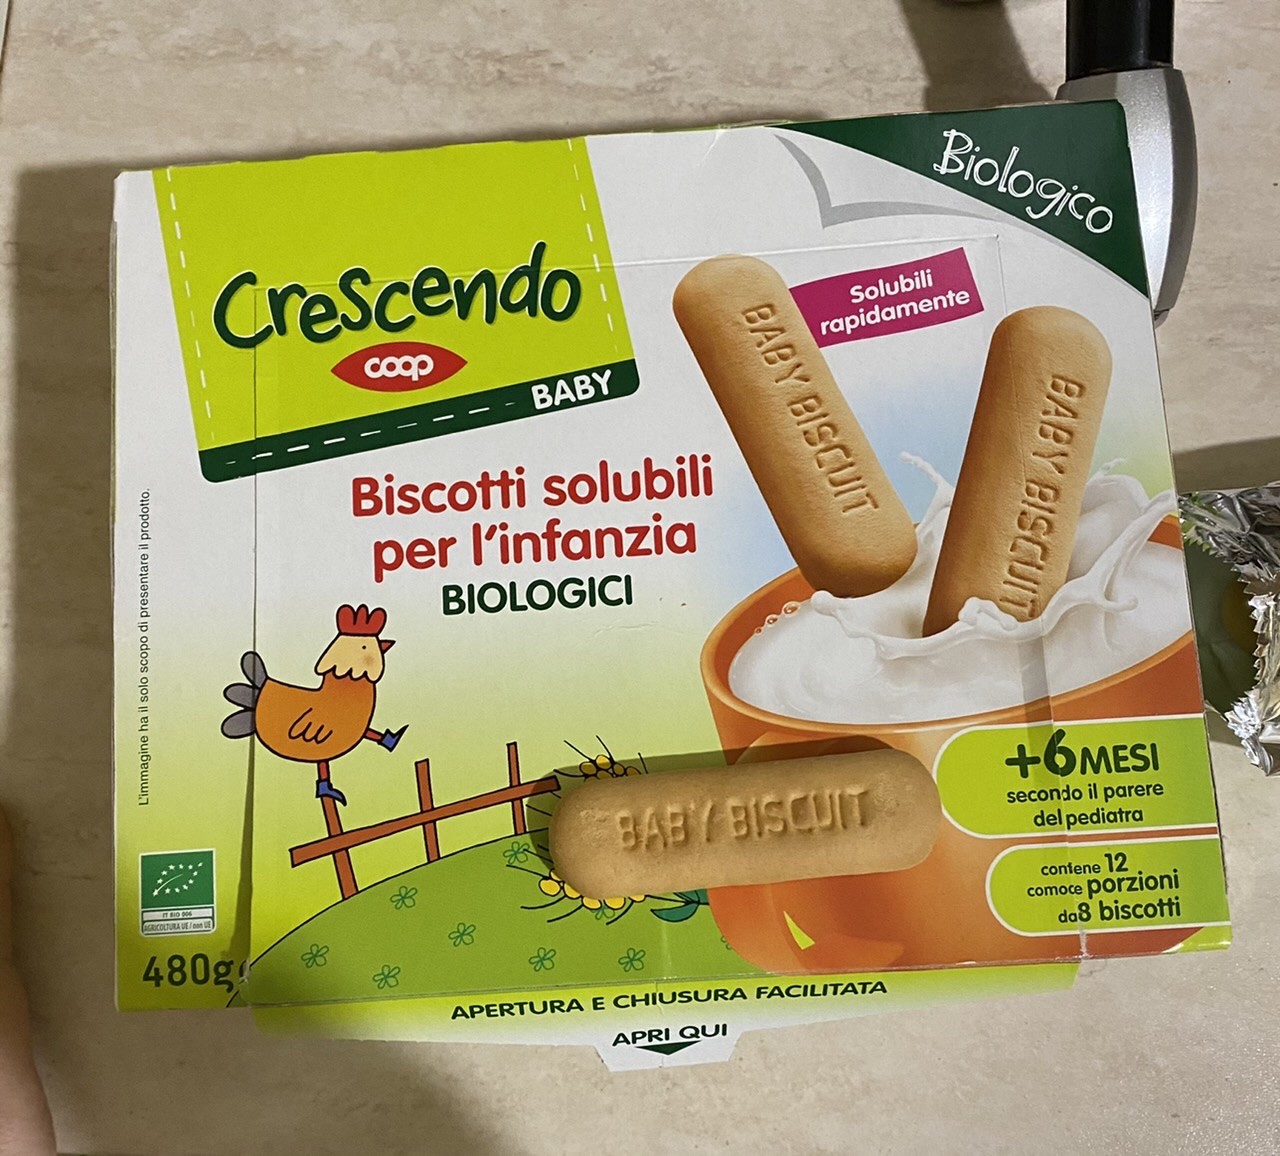 Biologico
Crescendo
coop
BABY
Solubili
rapidamente
BABY BISCUIT
BABY BISCUIT
Biscotti solubili
per l'infanzia
BIOLOGICI
L'immagine ha il solo scopo di presentare il prodotto.
+6 MESI
secondo il parere
del pediatra
BABY BISCUIT
contene 12
comoce porzioni
da 8 biscotti
IT BIO 006
AGRICOLTURA UE / non UE
480g
APERTURA E CHIUSURA FACILITATA
APRI QUI